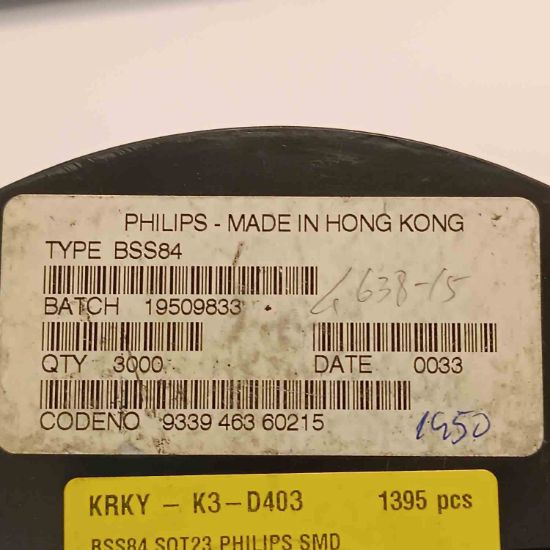 PHILIPS - MADE IN HONG KONG
TYPE BSS84
BATCH 19509833
4638-15
QTY 3000 DATE 0033
CODENO 9339 463 60215
1950
KRKY - K3-D403 1395 pcs
BSS84 SOT23 PHILIPS SMD